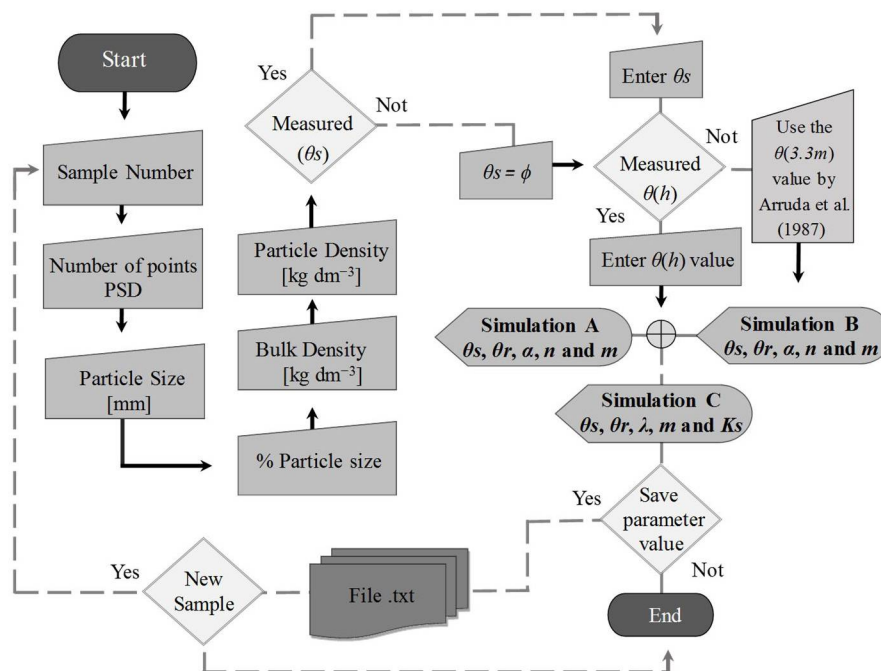 Start
Sample Number
Number of points
PSD
Particle Size
[mm]
% Particle size
Bulk Density
[kg dm⁻³]
Particle Density
[kg dm⁻³]
Yes
Measured
(θs)
Not
θs = ϕ
Enter θs
Measured
θ(h)
Not
Yes
Use the
θ(3.3m)
value by
Arruda et al.
(1987)
Enter θ(h) value
Simulation A
θs, θr, α, n and m
Simulation B
θs, θr, α, n and m
Simulation C
θs, θr, λ, m and Ks
Yes
Save
parameter
value
Not
End
File .txt
New
Sample
Yes